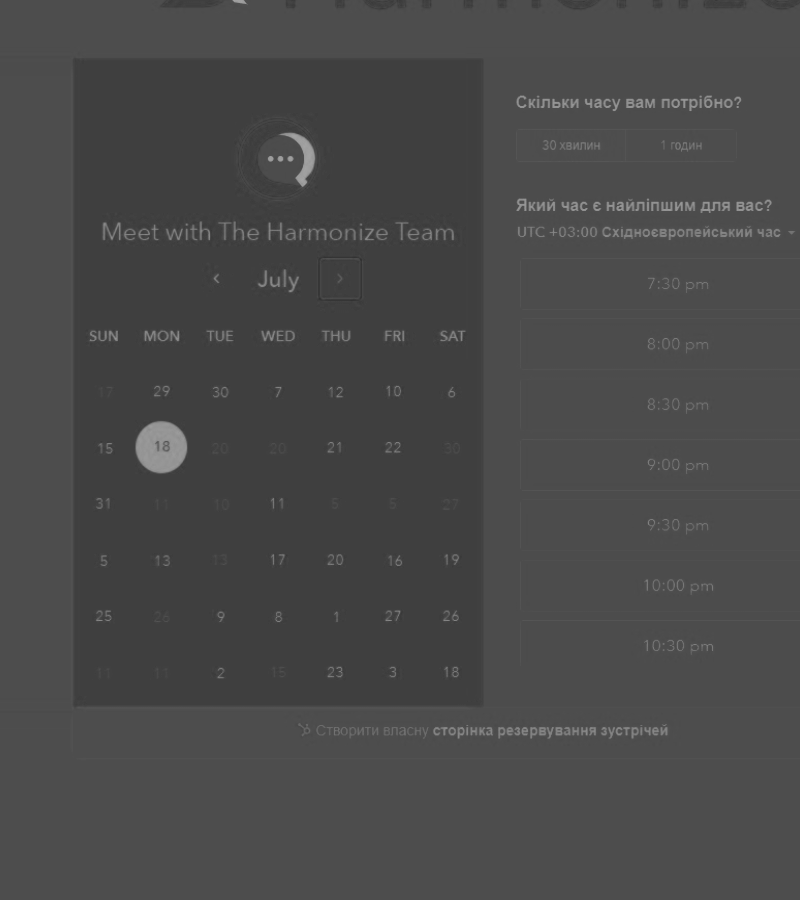 Meet with The Harmonize Team
‹ July ›
SUN MON TUE WED THU FRI SAT
17 29 30 7 12 10 6
15 18 20 20 21 22 30
31 11 10 11 5 5 27
5 13 13 17 20 16 19
25 26 9 8 1 27 26
11 11 2 15 23 3 18
Скільки часу вам потрібно?
30 хвилин 1 годин
Який час є найліпшим для вас?
UTC +03:00 Східноєвропейський час
7:30 pm
8:00 pm
8:30 pm
9:00 pm
9:30 pm
10:00 pm
10:30 pm
Створити власну сторінка резервування зустрічей